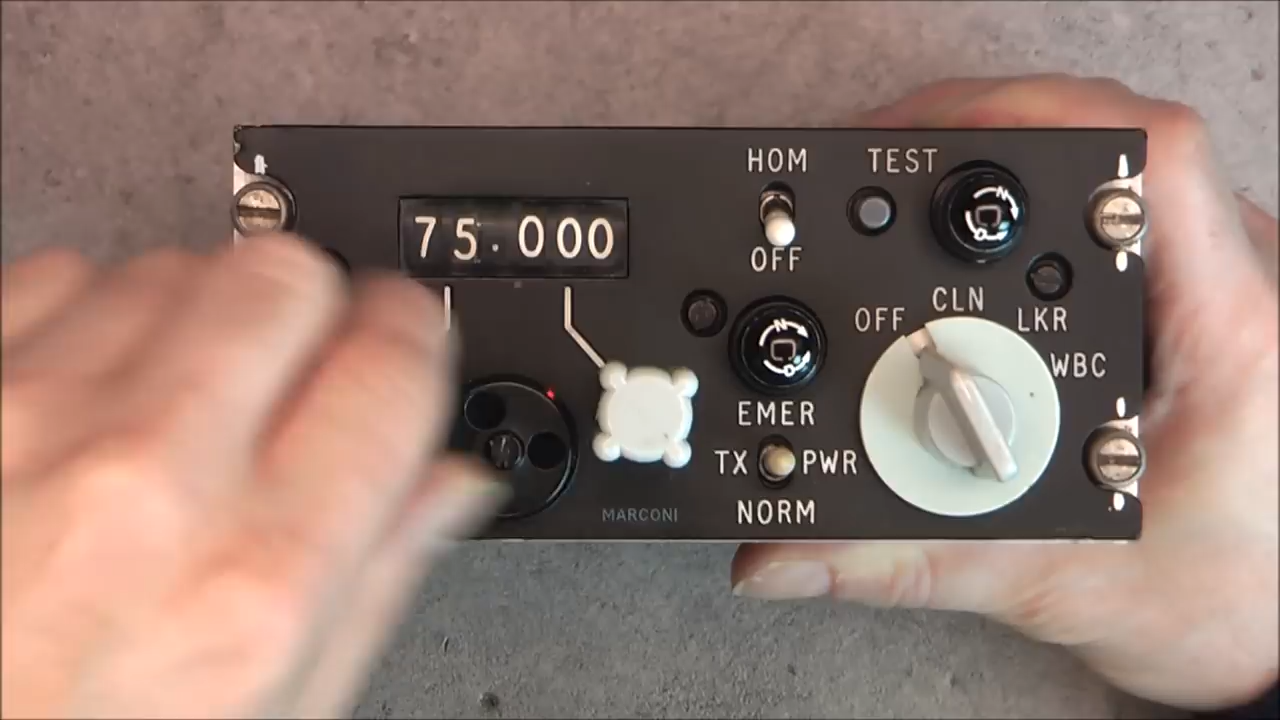 HOM
TEST
75.000
OFF
OFF
CLN
LKR
WBC
EMER
TX
PWR
NORM
MARCONI